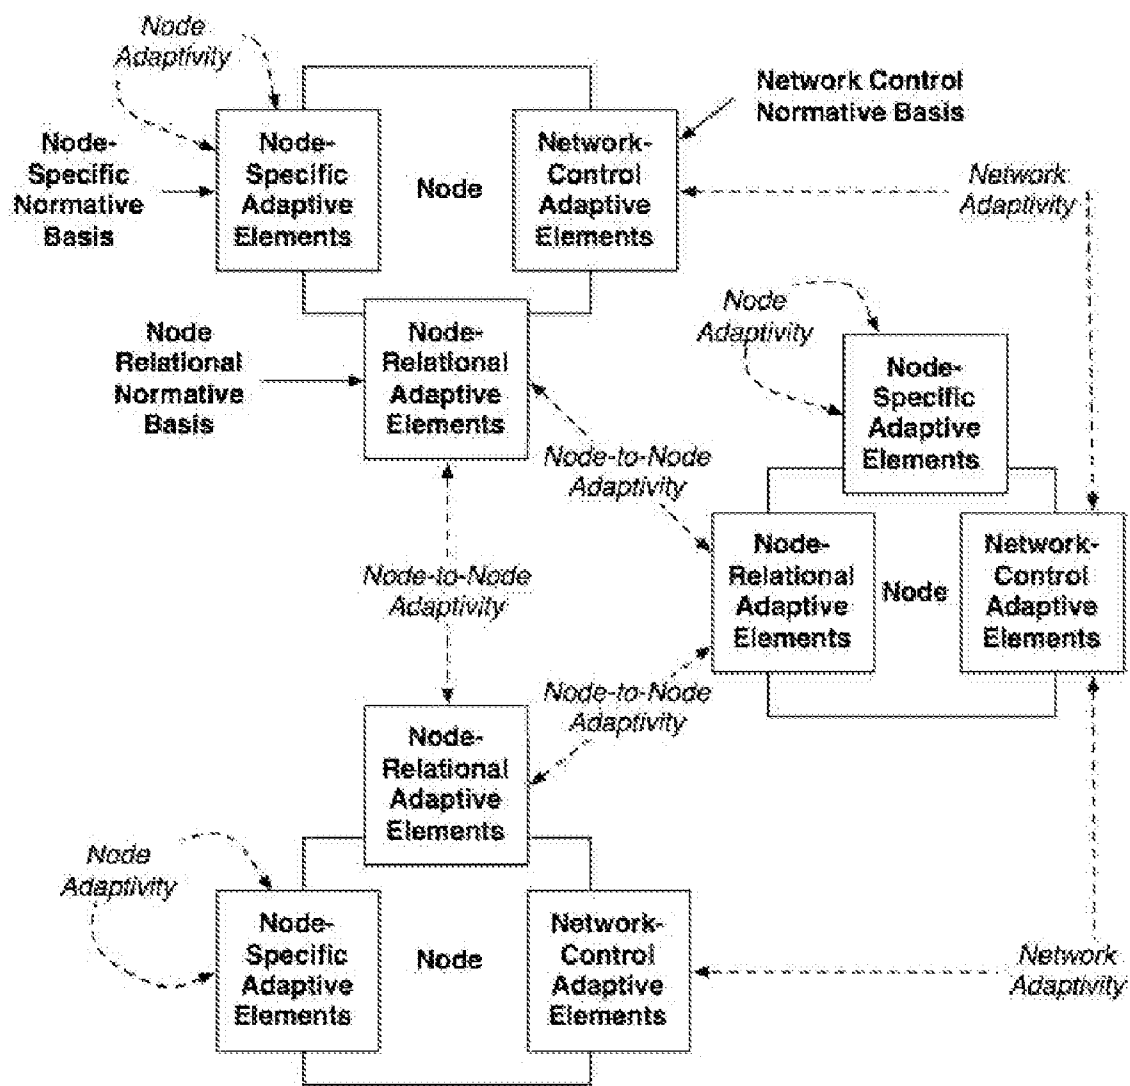 Node
Adaptivity
Network Control
Normative Basis
Node-
Specific
Normative
Basis
Node-
Specific
Adaptive
Elements
Node
Network-
Control
Adaptive
Elements
Network
Adaptivity
Node
Relational
Normative
Basis
Node-
Relational
Adaptive
Elements
Node
Adaptivity
Node-
Specific
Adaptive
Elements
Node-to-Node
Adaptivity
Node-
Relational
Adaptive
Elements
Node
Network-
Control
Adaptive
Elements
Node-to-Node
Adaptivity
Node-to-Node
Adaptivity
Node-
Relational
Adaptive
Elements
Node
Adaptivity
Node-
Specific
Adaptive
Elements
Node
Network-
Control
Adaptive
Elements
Network
Adaptivity